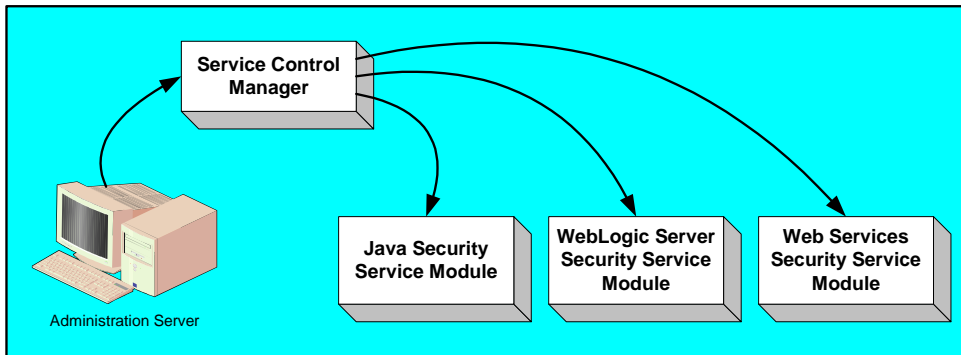 Service Control
Manager
Java Security
Service Module
WebLogic Server
Security Service
Module
Web Services
Security Service
Module
Administration Server